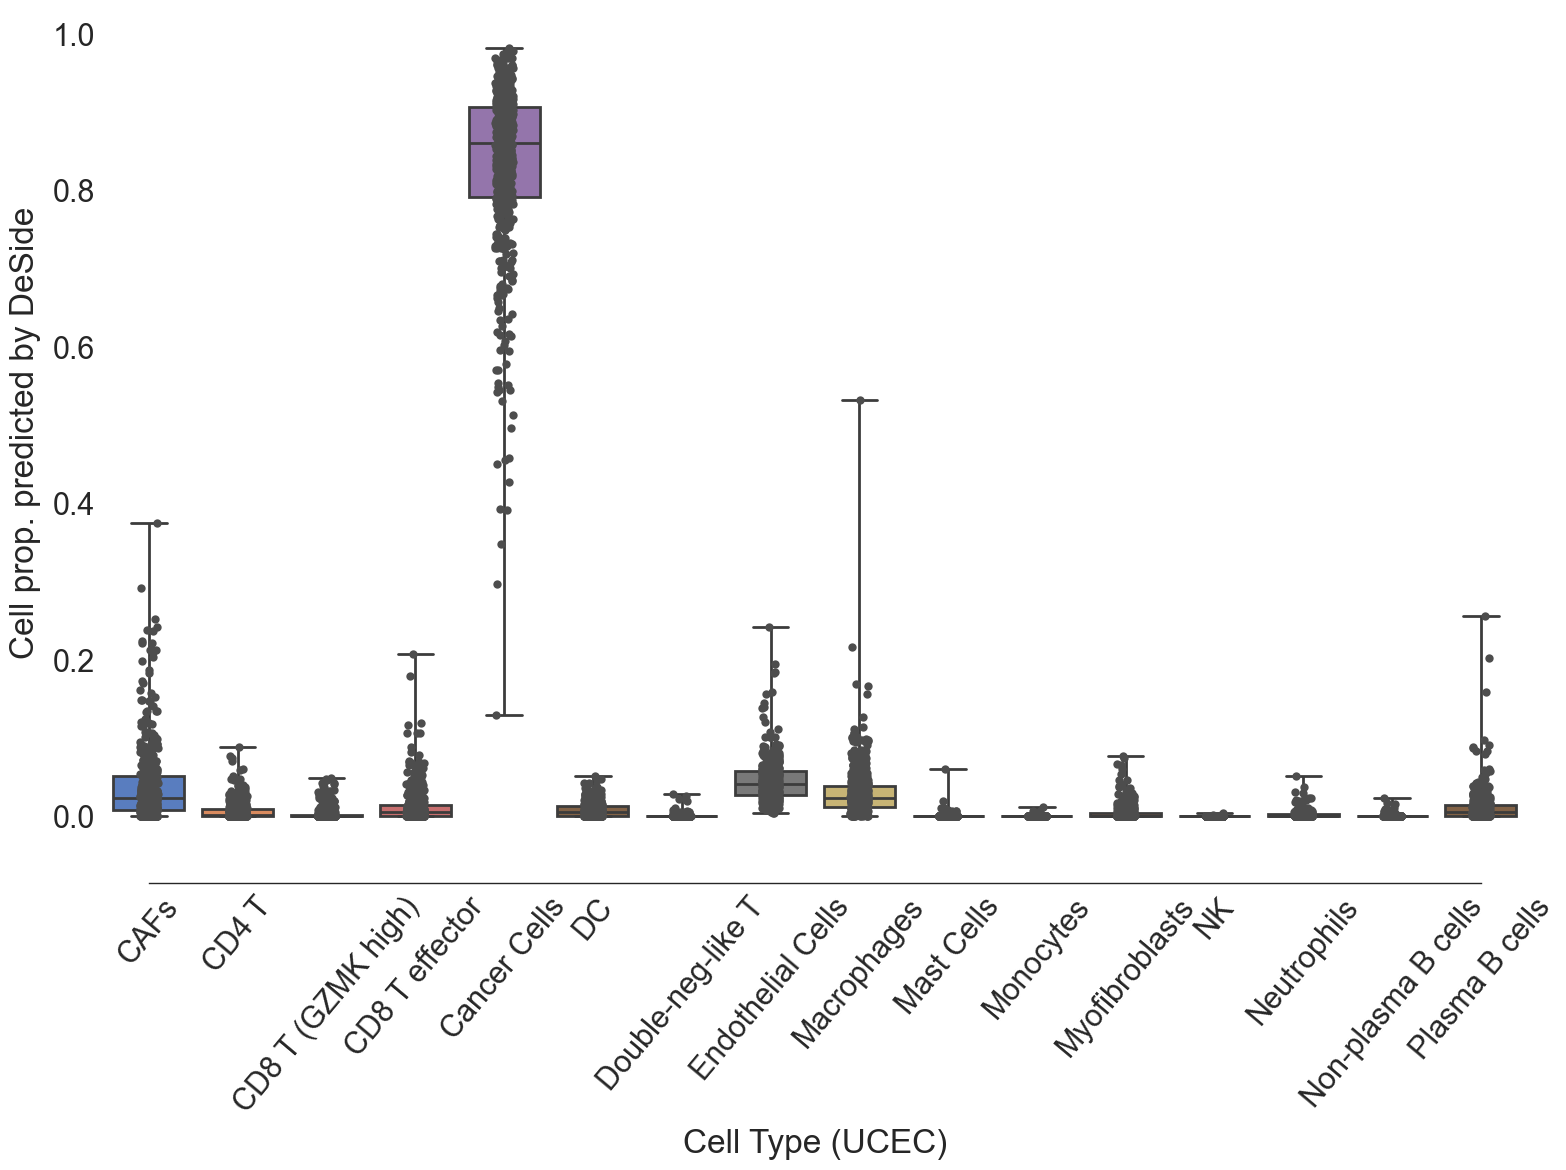 Cell prop. predicted by DeSide
1.0
0.8
0.6
0.4
0.2
0.0
CAFs
CD4 T
CD8 T (GZMK high)
CD8 T effector
Cancer Cells
DC
Double-neg-like T
Endothelial Cells
Macrophages
Mast Cells
Monocytes
Myofibroblasts
NK
Neutrophils
Non-plasma B cells
Plasma B cells
Cell Type (UCEC)